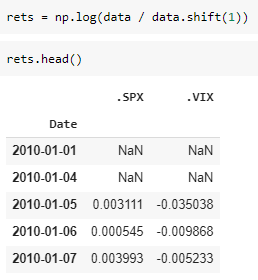 rets = np.log(data / data.shift(1))
rets.head()
.SPX .VIX
Date
2010-01-01 NaN NaN
2010-01-04 NaN NaN
2010-01-05 0.003111 -0.035038
2010-01-06 0.000545 -0.009868
2010-01-07 0.003993 -0.005233